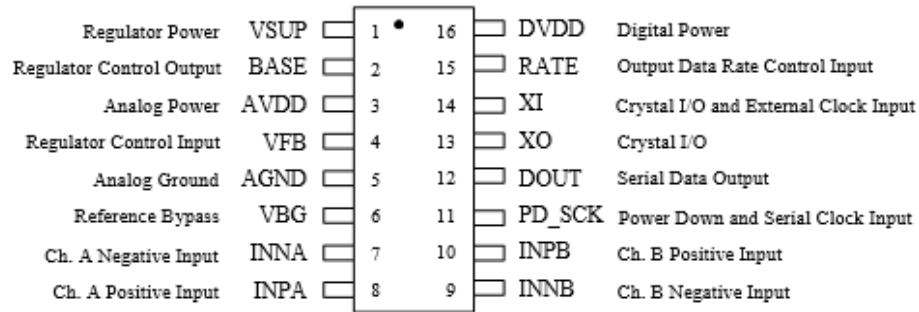 Regulator Power VSUP 1 16 DVDD Digital Power
Regulator Control Output BASE 2 15 RATE Output Data Rate Control Input
Analog Power AVDD 3 14 XI Crystal I/O and External Clock Input
Regulator Control Input VFB 4 13 XO Crystal I/O
Analog Ground AGND 5 12 DOUT Serial Data Output
Reference Bypass VBG 6 11 PD_SCK Power Down and Serial Clock Input
Ch. A Negative Input INNA 7 10 INPB Ch. B Positive Input
Ch. A Positive Input INPA 8 9 INNB Ch. B Negative Input